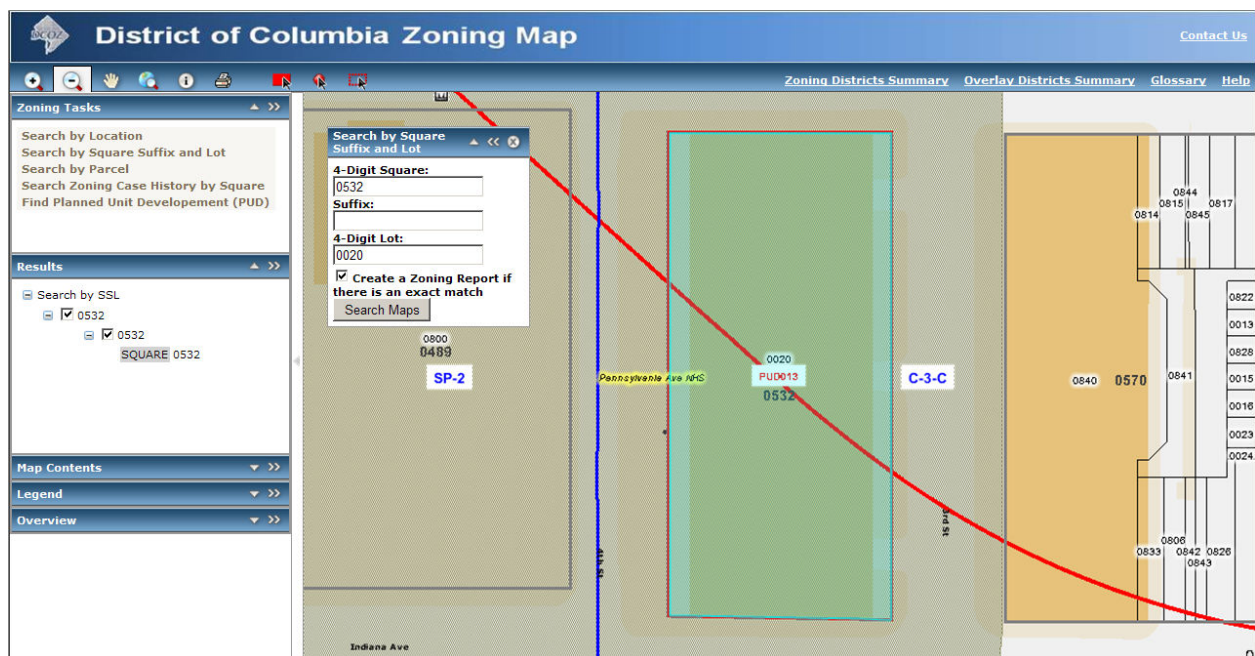 DCOZ
District of Columbia Zoning Map
Contact Us
Zoning Districts Summary Overlay Districts Summary Glossary Help
Zoning Tasks
Search by Location
Search by Square Suffix and Lot
Search by Parcel
Search Zoning Case History by Square
Find Planned Unit Developement (PUD)
Results
Search by SSL
0532
0532
SQUARE 0532
Map Contents
Legend
Overview
Search by Square
Suffix and Lot
4-Digit Square:
0532
Suffix:
4-Digit Lot:
0020
Create a Zoning Report if
there is an exact match
Search Maps
0800
0489
SP-2
Pennsylvania Ave NHS
0020
PUD013
0532
C-3-C
4th St
3rd St
Indiana Ave
0840 0570
0841
0844
0815 0817
0814 0845
0822
0013
0828
0015
0016
0023
0024
0806
0833 0842 0826
0843